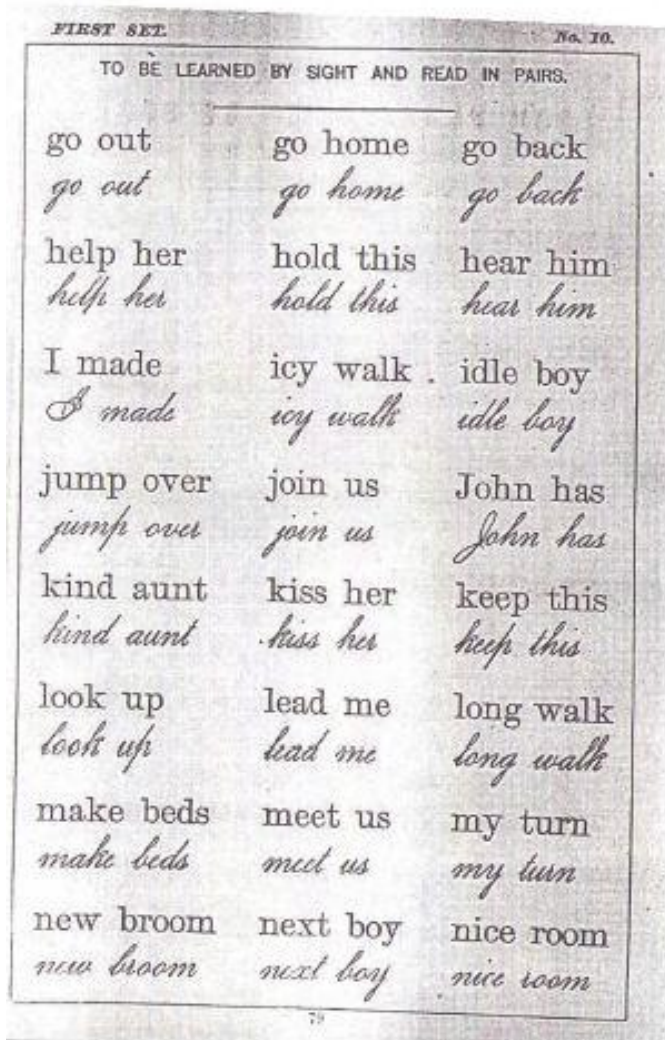 FIRST SET. No. 10.
TO BE LEARNED BY SIGHT AND READ IN PAIRS.
go out go home go back
go out go home go back
help her hold this hear him
help her hold this hear him
I made icy walk idle boy
I made icy walk idle boy
jump over join us John has
jump over join us John has
kind aunt kiss her keep this
kind aunt kiss her keep this
look up lead me long walk
look up lead me long walk
make beds meet us my turn
make beds meet us my turn
new broom next boy nice room
new broom next boy nice room
79